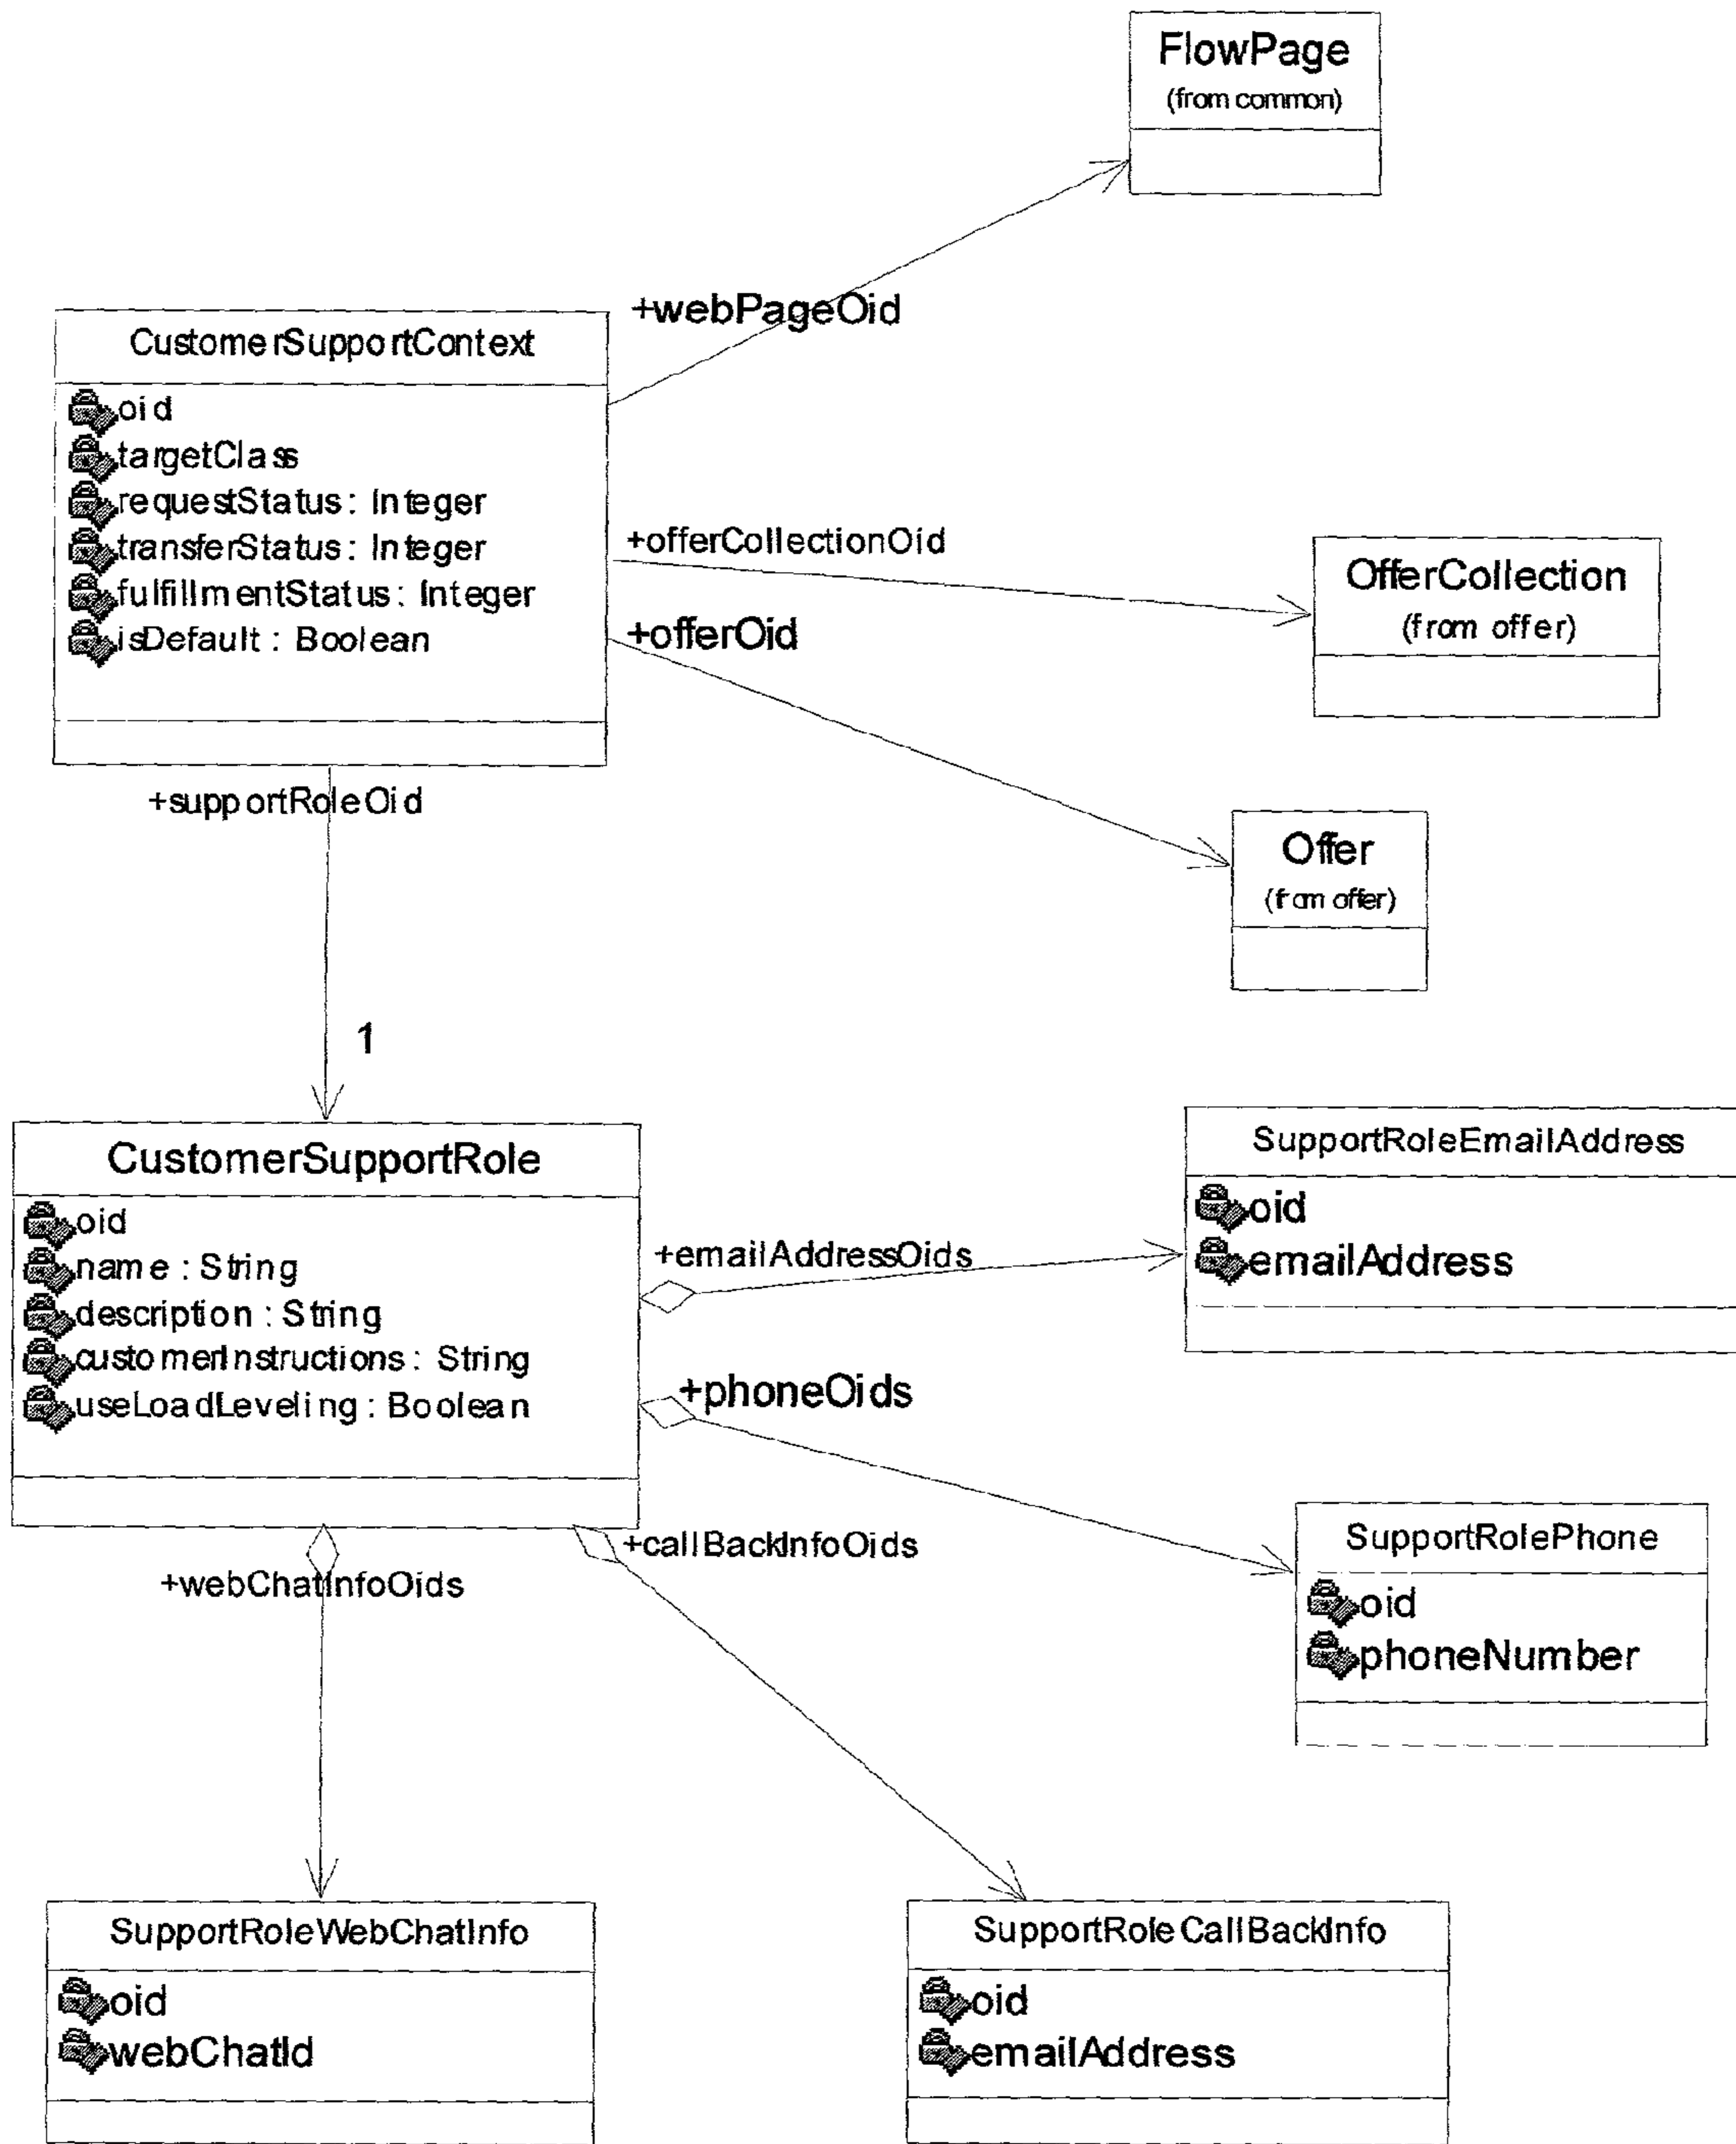 FlowPage
(from common)
+webPageOid
CustomerSupportContext
oid
targetClass
requestStatus : Integer
transferStatus : Integer
fulfillmentStatus : Integer
isDefault : Boolean
+offerCollectionOid
OfferCollection
(from offer)
+offerOid
+supportRoleOid
Offer
(from offer)
1
CustomerSupportRole
oid
name : String
description : String
customerInstructions : String
useLoadLeveling : Boolean
+emailAddressOids
SupportRoleEmailAddress
oid
emailAddress
+phoneOids
SupportRolePhone
oid
phoneNumber
+callBackInfoOids
+webChatInfoOids
SupportRoleWebChatInfo
oid
webChatId
SupportRoleCallBackInfo
oid
emailAddress